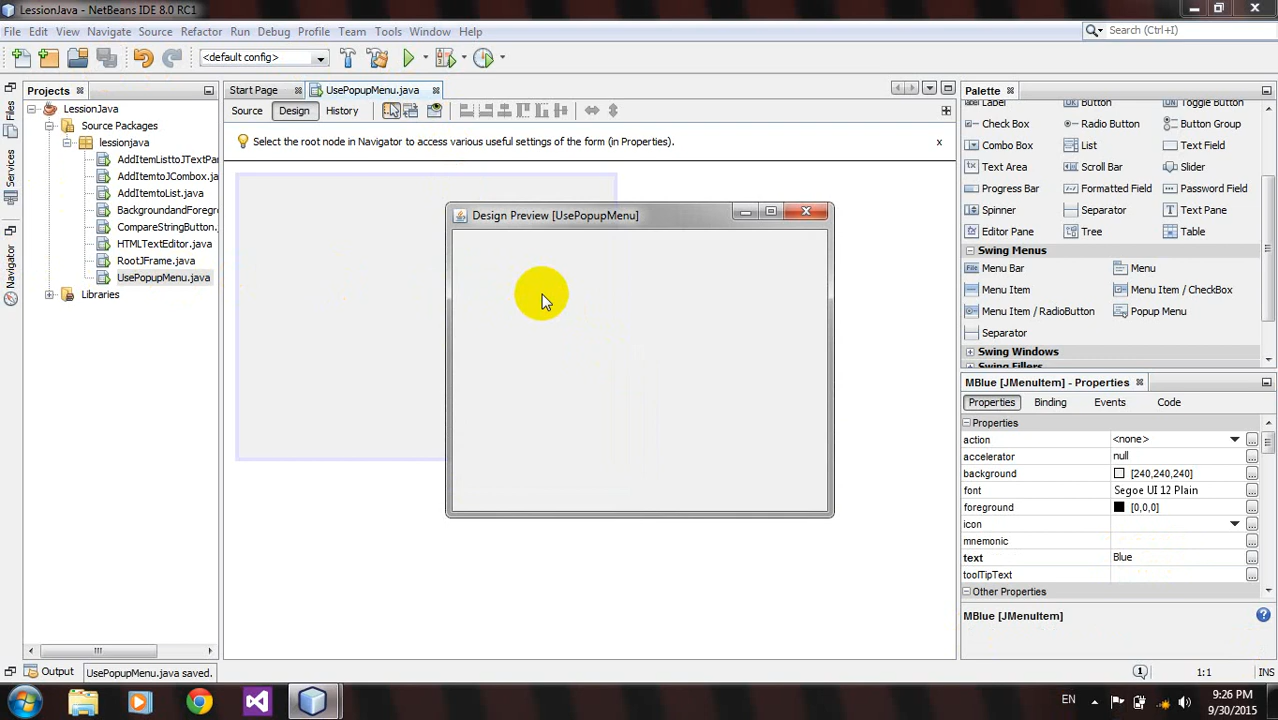 LessionJava - NetBeans IDE 8.0 RC1
File Edit View Navigate Source Refactor Run Debug Profile Team Tools Window Help
Search (Ctrl+I)
<default config>
Projects
Start Page
UsePopupMenu.java
Palette
Files
Services
Navigator
LessionJava
Source Packages
lessionjava
AddItemListtoJTextPa
AddItemtoJCombox.ja
AddItemtoList.java
BackgroundandForegr
CompareStringButton.
HTMLTextEditor.java
RootJFrame.java
UsePopupMenu.java
Libraries
Source Design History
Select the root node in Navigator to access various useful settings of the form (in Properties).
x
Design Preview [UsePopupMenu]
Label Button Toggle Button
Check Box Radio Button Button Group
Combo Box List Text Field
Text Area Scroll Bar Slider
Progress Bar Formatted Field Password Field
Spinner Separator Text Pane
Editor Pane Tree Table
Swing Menus
Menu Bar Menu
Menu Item Menu Item / CheckBox
Menu Item / RadioButton Popup Menu
Separator
Swing Windows
Swing Fillers
MBlue [JMenuItem] - Properties
Properties Binding Events Code
Properties
action <none>
accelerator null
background [240,240,240]
font Segoe UI 12 Plain
foreground [0,0,0]
icon
mnemonic
text Blue
toolTipText
Other Properties
MBlue [JMenuItem]
Output
UsePopupMenu.java saved.
1
1:1
INS
EN
9:26 PM
9/30/2015